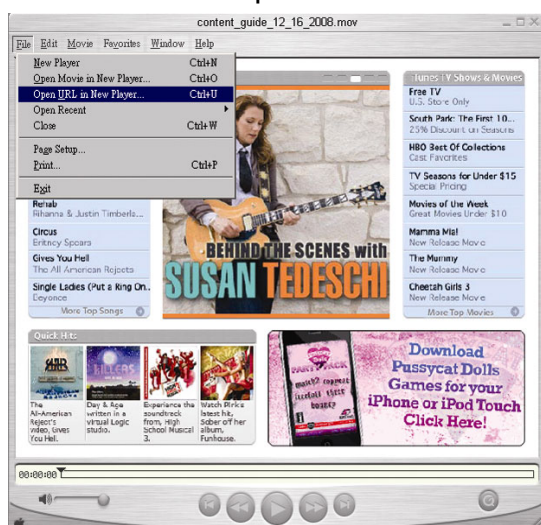 content_guide_12_16_2008.mov
File Edit Movie Favorites Window Help
New Player Ctrl+N
Open Movie in New Player... Ctrl+O
Open URL in New Player... Ctrl+U
Open Recent
Close Ctrl+W
Page Setup...
Print... Ctrl+P
Exit
Rehab
Rihanna & Justin Timberla...
Circus
Britney Spears
Gives You Hell
The All American Rejects
Single Ladies (Put a Ring On..
Beyonce
More Top Songs
BEHIND THE SCENES with
SUSAN TEDESCHI
iTunes TV Shows & Movies
Free TV
U.S. Store Only
South Park: The First 10...
25% Discount on Seasons
HBO Best Of Collections
Cast Favorites
TV Seasons for Under $15
Special Pricing
Movies of the Week
Great Movies Under $10
Mamma Mia!
New Release Movie
The Mummy
New Release Movie
Cheetah Girls 3
New Release Movie
More Top Movies
Quick Hits
The
All-American
Reject's
video, Gives
You Hell.
Day & Age
written in a
virtual Logic
studio.
Experience the
soundtrack
from, High
School Musical
3.
Watch P!nk's
latest hit,
Sober off her
album,
Funhouse.
Download
Pussycat Dolls
Games for your
iPhone or iPod Touch
Click Here!
00:00:00